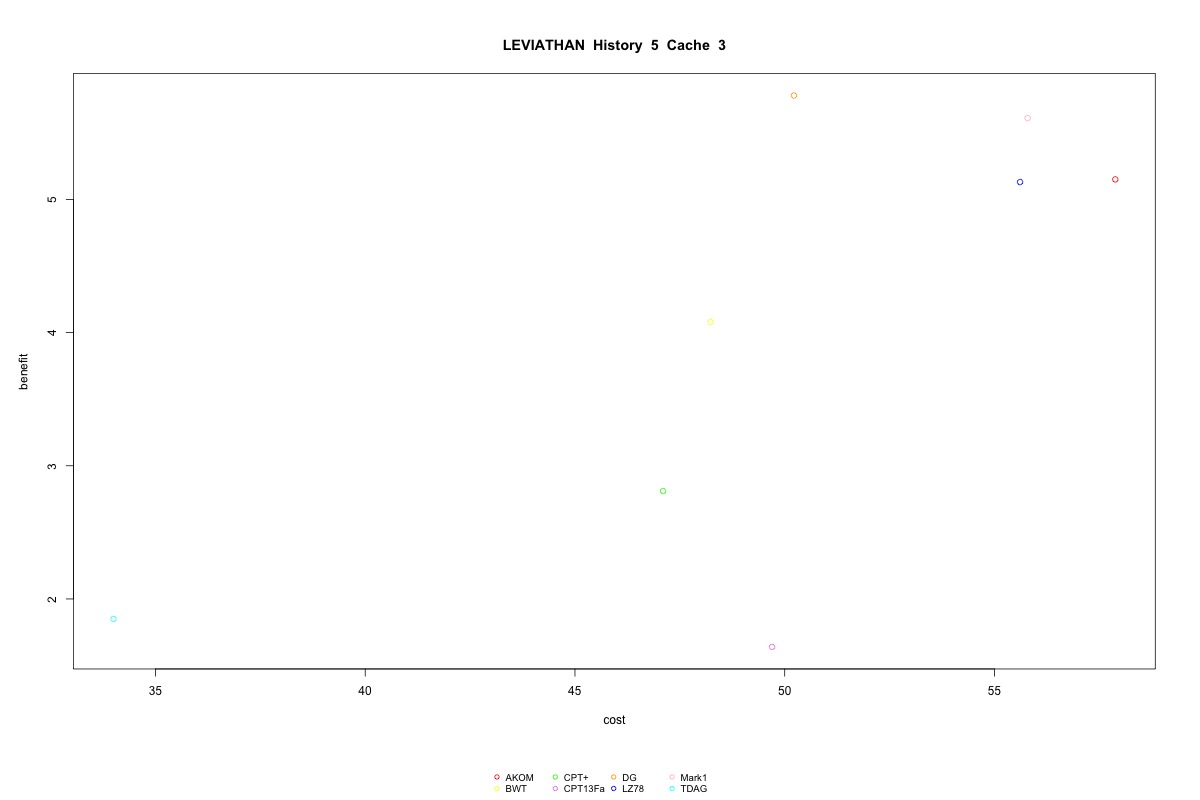 LEVIATHAN History 5 Cache 3
benefit
5
4
3
2
35 40 45 50 55
cost
AKOM CPT+ DG Mark1
BWT CPT13Fa LZ78 TDAG